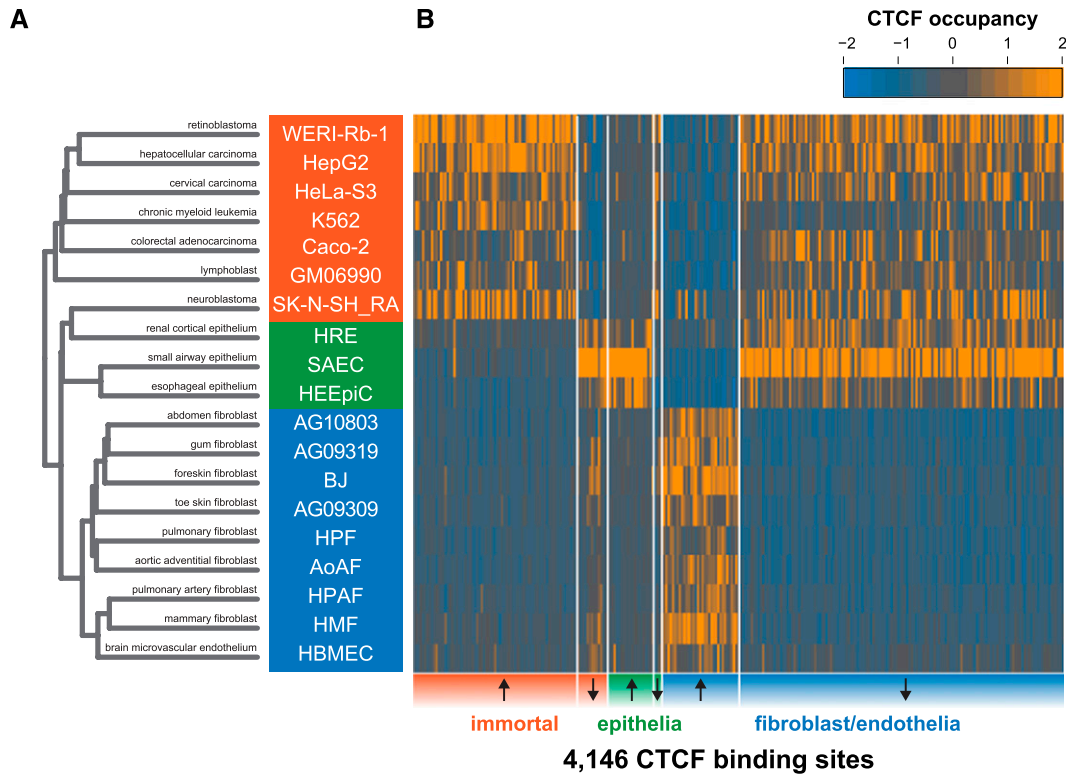 A
B
CTCF occupancy
−2 −1 0 1 2
retinoblastoma WERI-Rb-1
hepatocellular carcinoma HepG2
cervical carcinoma HeLa-S3
chronic myeloid leukemia K562
colorectal adenocarcinoma Caco-2
lymphoblast GM06990
neuroblastoma SK-N-SH_RA
renal cortical epithelium HRE
small airway epithelium SAEC
esophageal epithelium HEEpiC
abdomen fibroblast AG10803
gum fibroblast AG09319
foreskin fibroblast BJ
toe skin fibroblast AG09309
pulmonary fibroblast HPF
aortic adventitial fibroblast AoAF
pulmonary artery fibroblast HPAF
mammary fibroblast HMF
brain microvascular endothelium HBMEC
immortal epithelia fibroblast/endothelia
4,146 CTCF binding sites